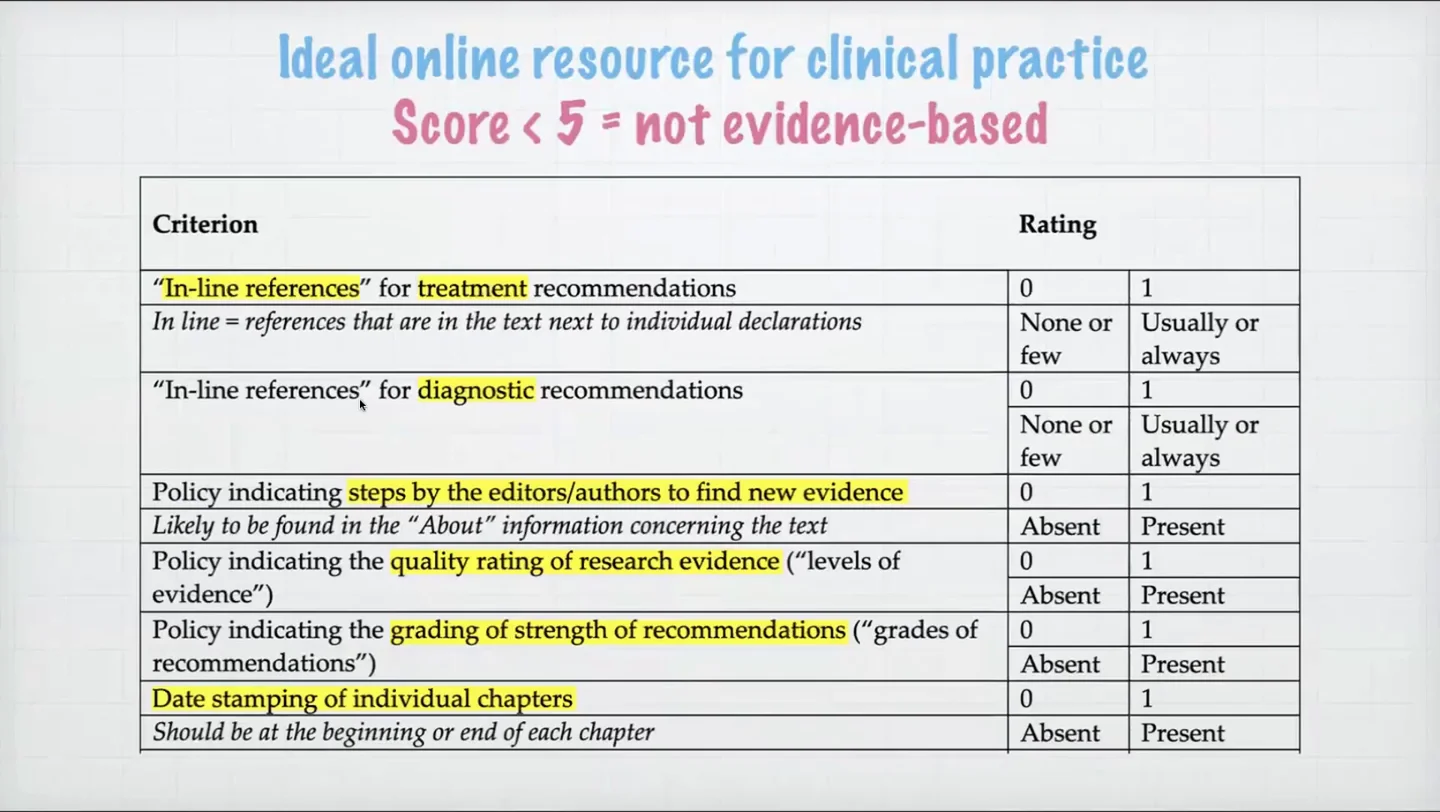 Ideal online resource for clinical practice
Score < 5 = not evidence-based
Criterion Rating
“In-line references” for treatment recommendations 0 1
In line = references that are in the text next to individual declarations None or Usually or
few always
“In-line references” for diagnostic recommendations 0 1
None or Usually or
few always
Policy indicating steps by the editors/authors to find new evidence 0 1
Likely to be found in the “About” information concerning the text Absent Present
Policy indicating the quality rating of research evidence (“levels of 0 1
evidence”) Absent Present
Policy indicating the grading of strength of recommendations (“grades of 0 1
recommendations”) Absent Present
Date stamping of individual chapters 0 1
Should be at the beginning or end of each chapter Absent Present